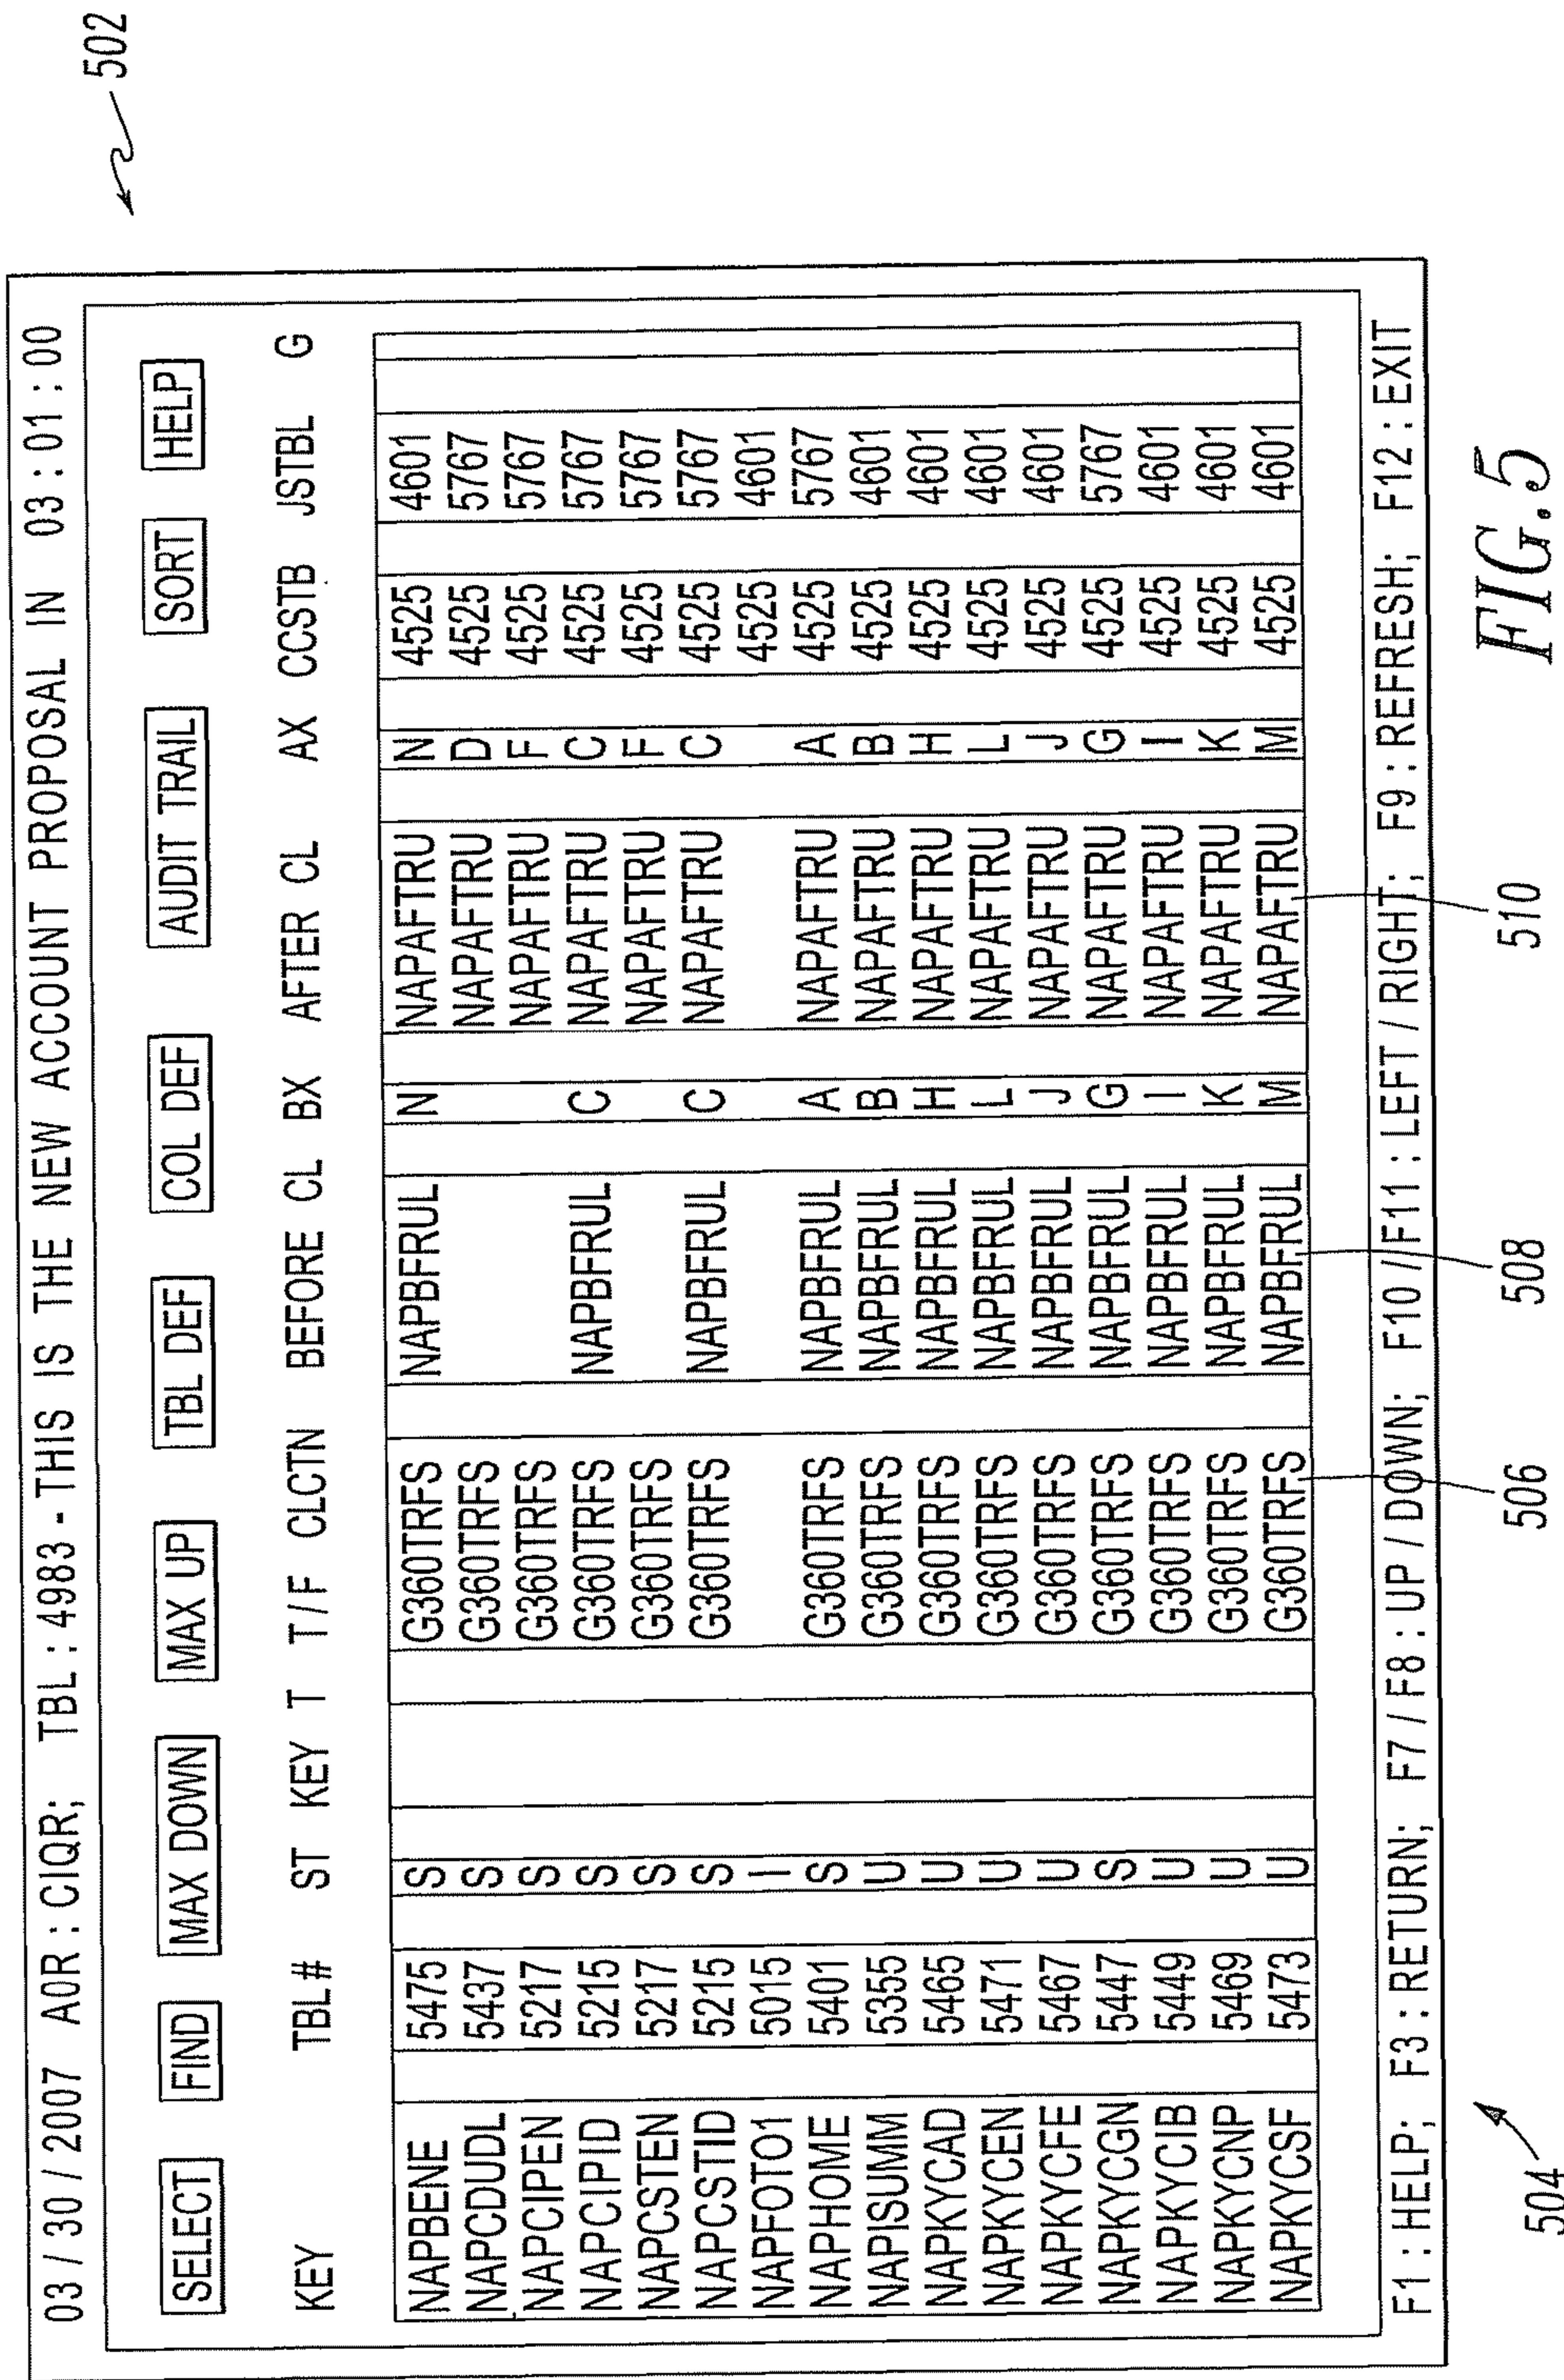 502
03 / 30 / 2007 A0R : CIQR; TBL : 4983 - THIS IS THE NEW ACCOUNT PROPOSAL IN 03 : 01 : 00
SELECT FIND MAX DOWN MAX UP TBL DEF COL DEF AUDIT TRAIL SORT HELP
KEY TBL# ST KEY T T / F CLCTN BEFORE CL BX AFTER CL AX CCSTB JSTBL G
NAPBENE 5475 S G360TRFS NAPBFRUL N NAPAFTRU N 4525 4601
NAPCDUDL 5437 S G360TRFS NAPAFTRU D 4525 5767
NAPCIPEN 5217 S G360TRFS NAPAFTRU F 4525 5767
NAPCIPID 5215 S G360TRFS NAPBFRUL C NAPAFTRU C 4525 5767
NAPCSTEN 5217 S G360TRFS NAPAFTRU F 4525 5767
NAPCSTID 5215 S G360TRFS NAPBFRUL C NAPAFTRU C 4525 5767
NAPFOTO1 5015 I 4525 4601
NAPHOME 5401 S G360TRFS NAPBFRUL A NAPAFTRU A 4525 5767
NAPISUMM 5355 U G360TRFS NAPBFRUL B NAPAFTRU B 4525 4601
NAPKYCAD 5465 U G360TRFS NAPBFRUL H NAPAFTRU H 4525 4601
NAPKYCEN 5471 U G360TRFS NAPBFRUL L NAPAFTRU L 4525 4601
NAPKYCFE 5467 U G360TRFS NAPBFRUL J NAPAFTRU J 4525 4601
NAPKYCGN 5447 S G360TRFS NAPBFRUL G NAPAFTRU G 4525 5767
NAPKYCIB 5449 U G360TRFS NAPBFRUL I NAPAFTRU I 4525 4601
NAPKYCNP 5469 U G360TRFS NAPBFRUL K NAPAFTRU K 4525 4601
NAPKYCSF 5473 U G360TRFS NAPBFRUL M NAPAFTRU M 4525 4601
F1 : HELP; F3 : RETURN; F7 / F8 : UP / DOWN; F10 / F11 : LEFT / RIGHT; F9 : REFRESH; F12 : EXIT
504 506 508 510
FIG.5